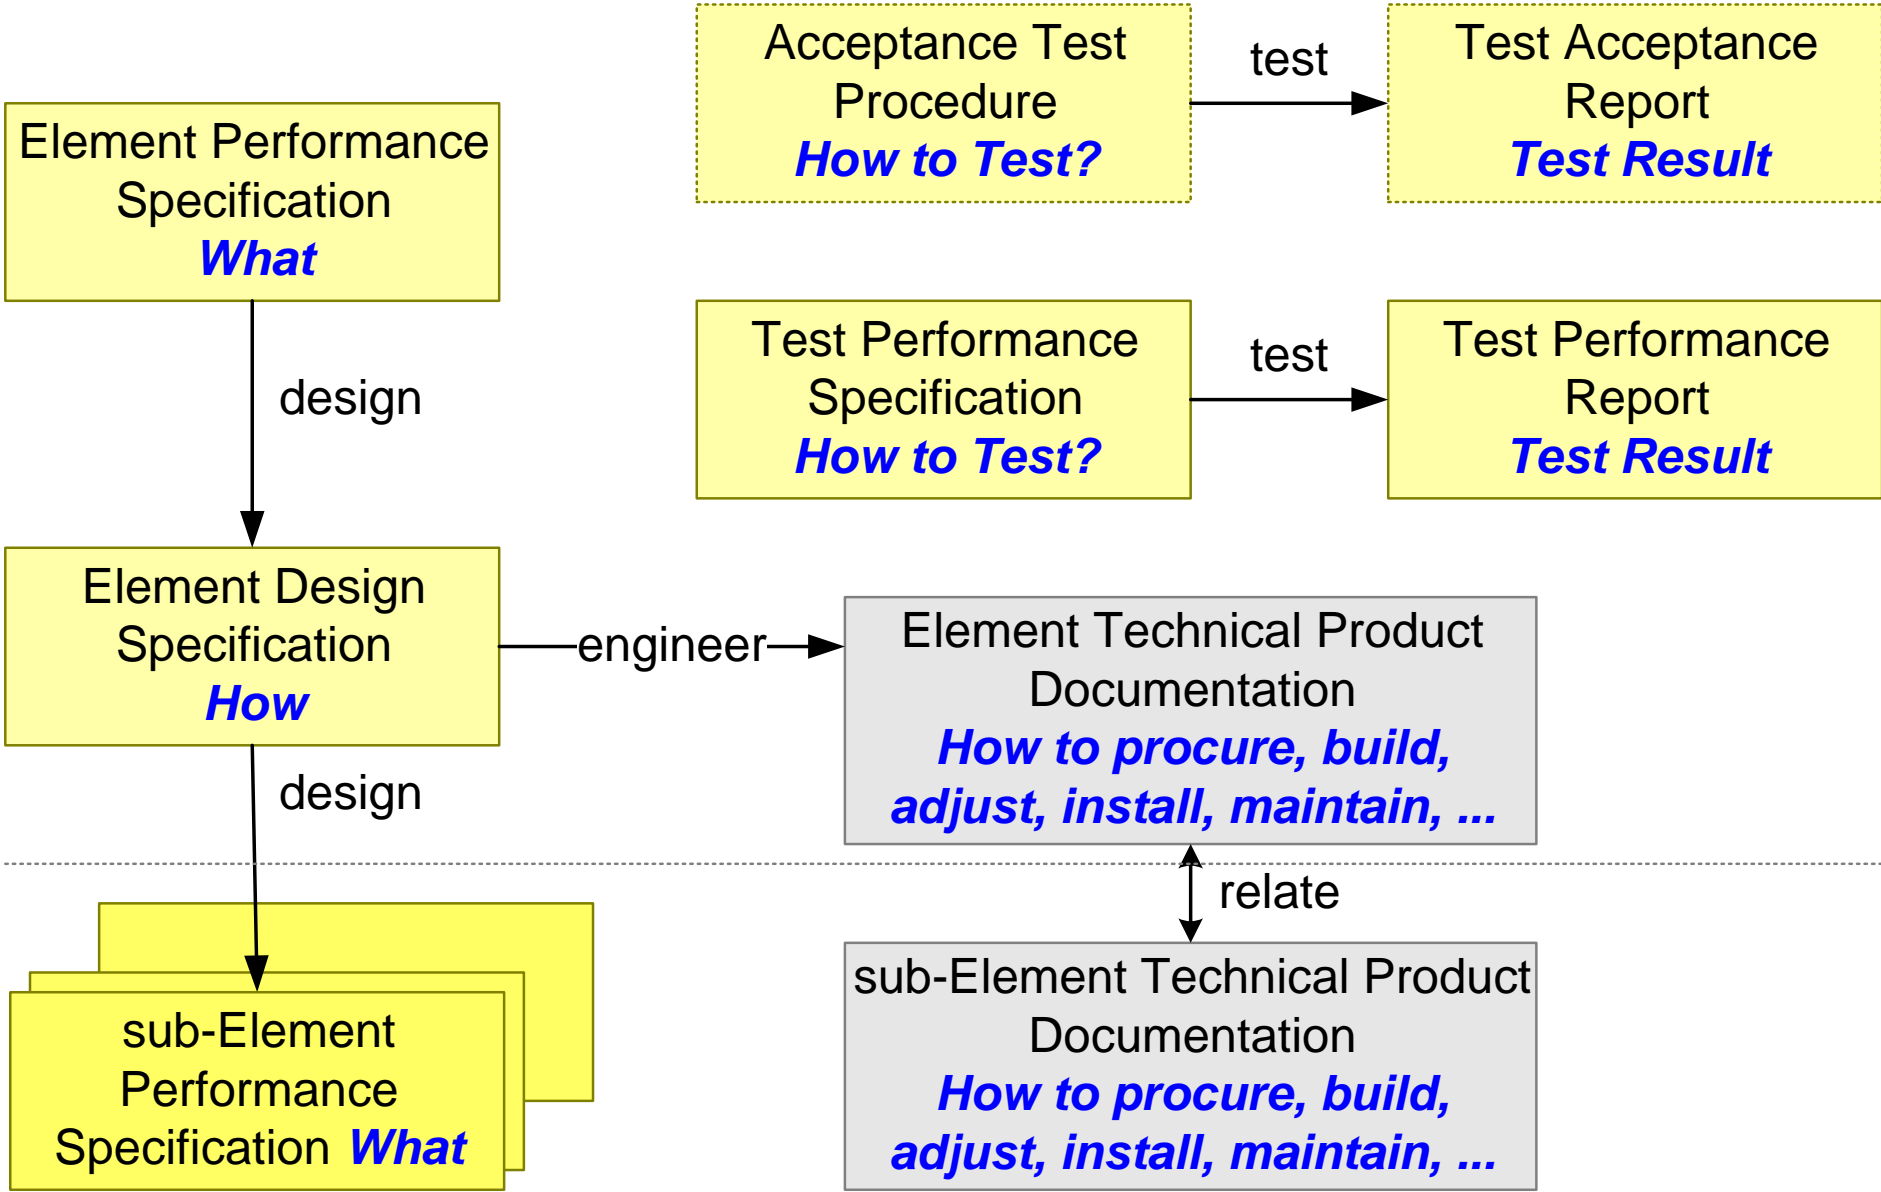 Acceptance Test
Procedure
How to Test?
test
Test Acceptance
Report
Test Result
Element Performance
Specification
What
Test Performance
Specification
How to Test?
test
Test Performance
Report
Test Result
design
Element Design
Specification
How
engineer
Element Technical Product
Documentation
How to procure, build,
adjust, install, maintain, ...
design
relate
sub-Element
Performance
Specification What
sub-Element Technical Product
Documentation
How to procure, build,
adjust, install, maintain, ...